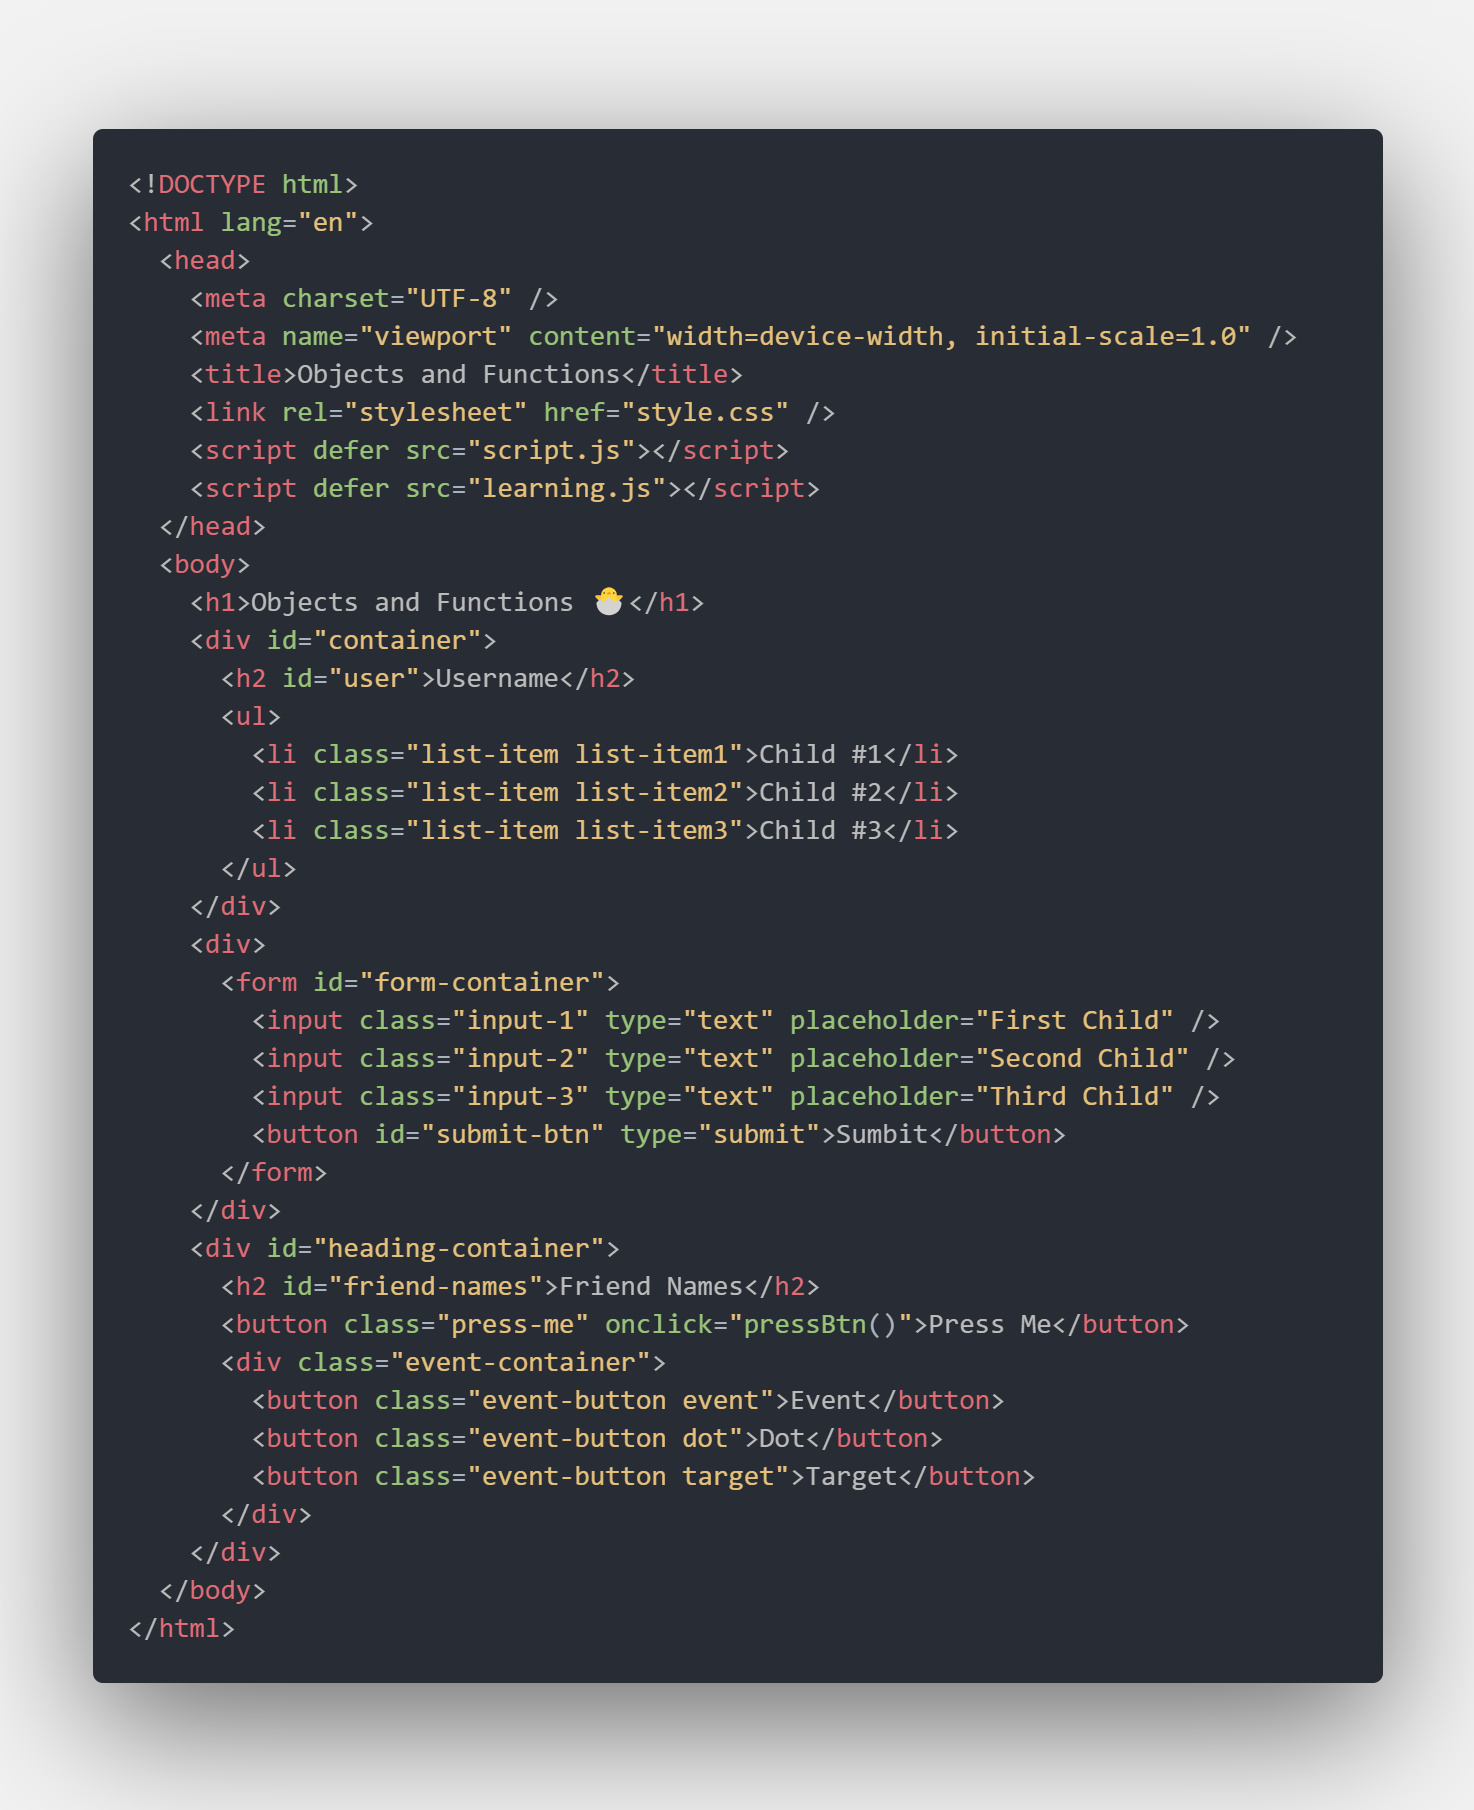 <!DOCTYPE html>
<html lang="en">
  <head>
    <meta charset="UTF-8" />
    <meta name="viewport" content="width=device-width, initial-scale=1.0" />
    <title>Objects and Functions</title>
    <link rel="stylesheet" href="style.css" />
    <script defer src="script.js"></script>
    <script defer src="learning.js"></script>
  </head>
  <body>
    <h1>Objects and Functions 🐣</h1>
    <div id="container">
      <h2 id="user">Username</h2>
      <ul>
        <li class="list-item list-item1">Child #1</li>
        <li class="list-item list-item2">Child #2</li>
        <li class="list-item list-item3">Child #3</li>
      </ul>
    </div>
    <div>
      <form id="form-container">
        <input class="input-1" type="text" placeholder="First Child" />
        <input class="input-2" type="text" placeholder="Second Child" />
        <input class="input-3" type="text" placeholder="Third Child" />
        <button id="submit-btn" type="submit">Sumbit</button>
      </form>
    </div>
    <div id="heading-container">
      <h2 id="friend-names">Friend Names</h2>
      <button class="press-me" onclick="pressBtn()">Press Me</button>
      <div class="event-container">
        <button class="event-button event">Event</button>
        <button class="event-button dot">Dot</button>
        <button class="event-button target">Target</button>
      </div>
    </div>
  </body>
</html>